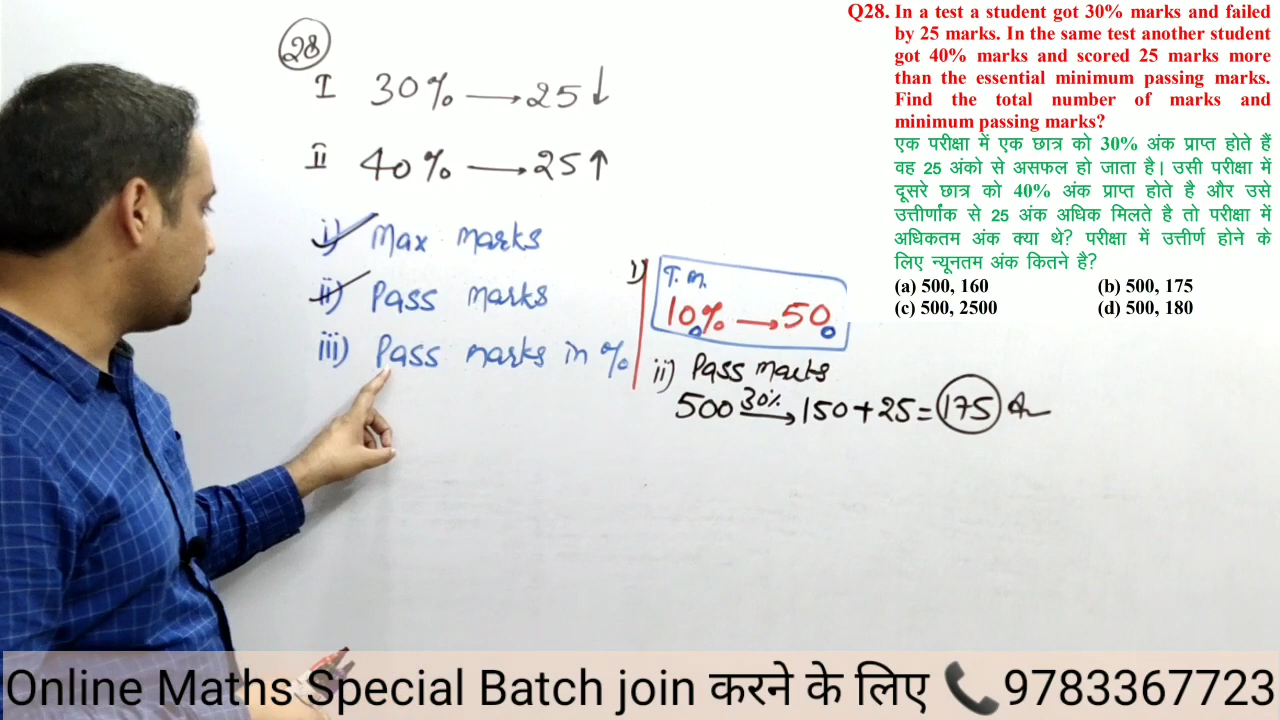 Q28. In a test a student got 30% marks and failed
by 25 marks. In the same test another student
got 40% marks and scored 25 marks more
than the essential minimum passing marks.
Find the total number of marks and
minimum passing marks?
एक परीक्षा में एक छात्र को 30% अंक प्राप्त होते हैं
वह 25 अंको से असफल हो जाता है। उसी परीक्षा में
दूसरे छात्र को 40% अंक प्राप्त होते है और उसे
उत्तीर्णांक से 25 अंक अधिक मिलते है तो परीक्षा में
अधिकतम अंक क्या थे? परीक्षा में उत्तीर्ण होने के
लिए न्यूनतम अंक कितने है?
(a) 500, 160 (b) 500, 175
(c) 500, 2500 (d) 500, 180
28
I 30% → 25 ↓
II 40% → 25 ↑
i) Max marks
ii) Pass marks
iii) Pass marks in %
i) T.m.
10% → 50
ii) Pass marks
500 30% → 150 + 25 = 175
Online Maths Special Batch join करने के लिए 📞9783367723